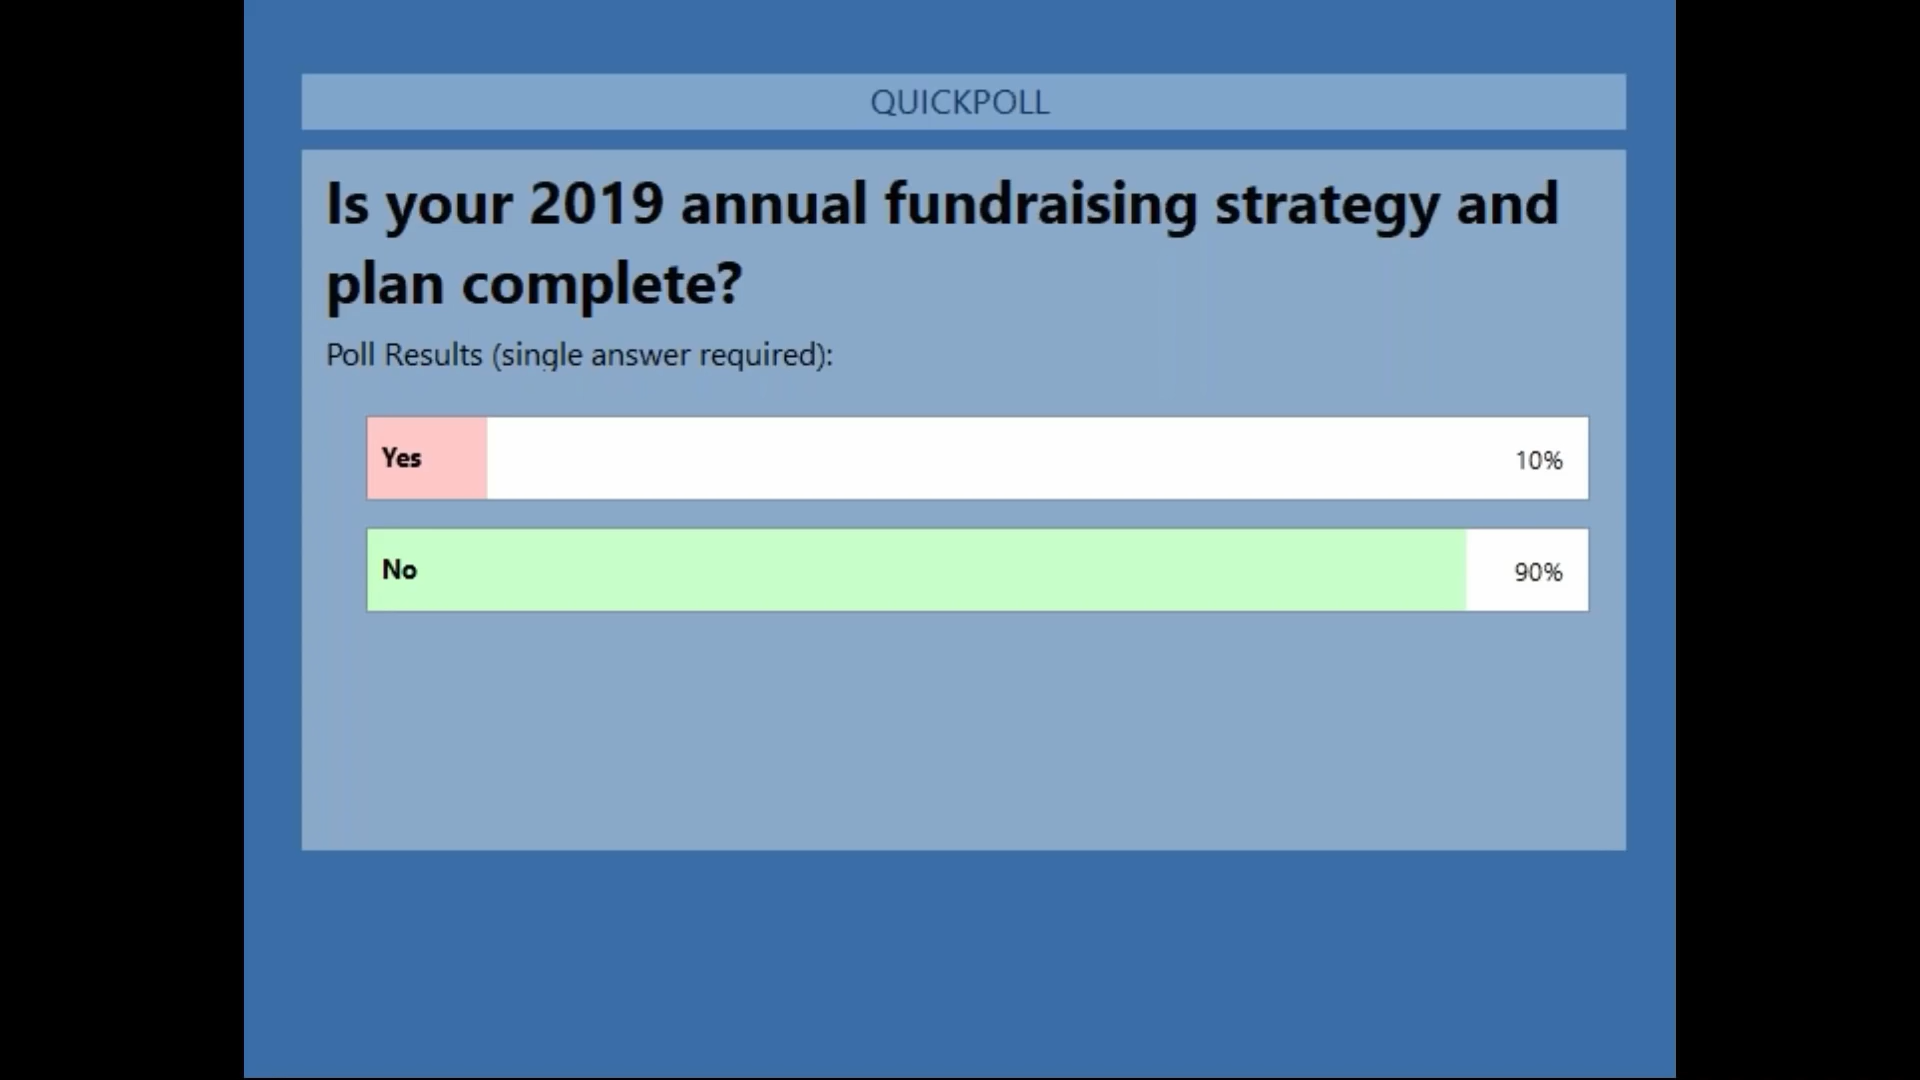 QUICKPOLL
Is your 2019 annual fundraising strategy and
plan complete?
Poll Results (single answer required):
Yes 10%
No 90%